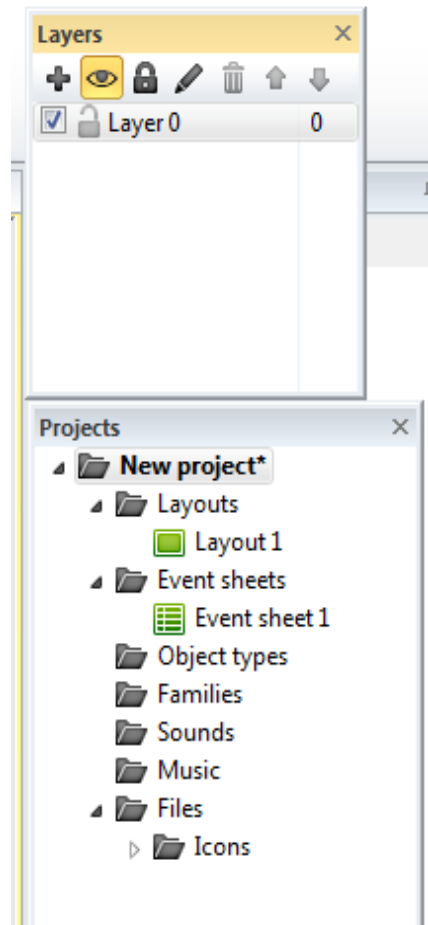 Layers
Layer 0 0
Projects
New project*
Layouts
Layout 1
Event sheets
Event sheet 1
Object types
Families
Sounds
Music
Files
Icons